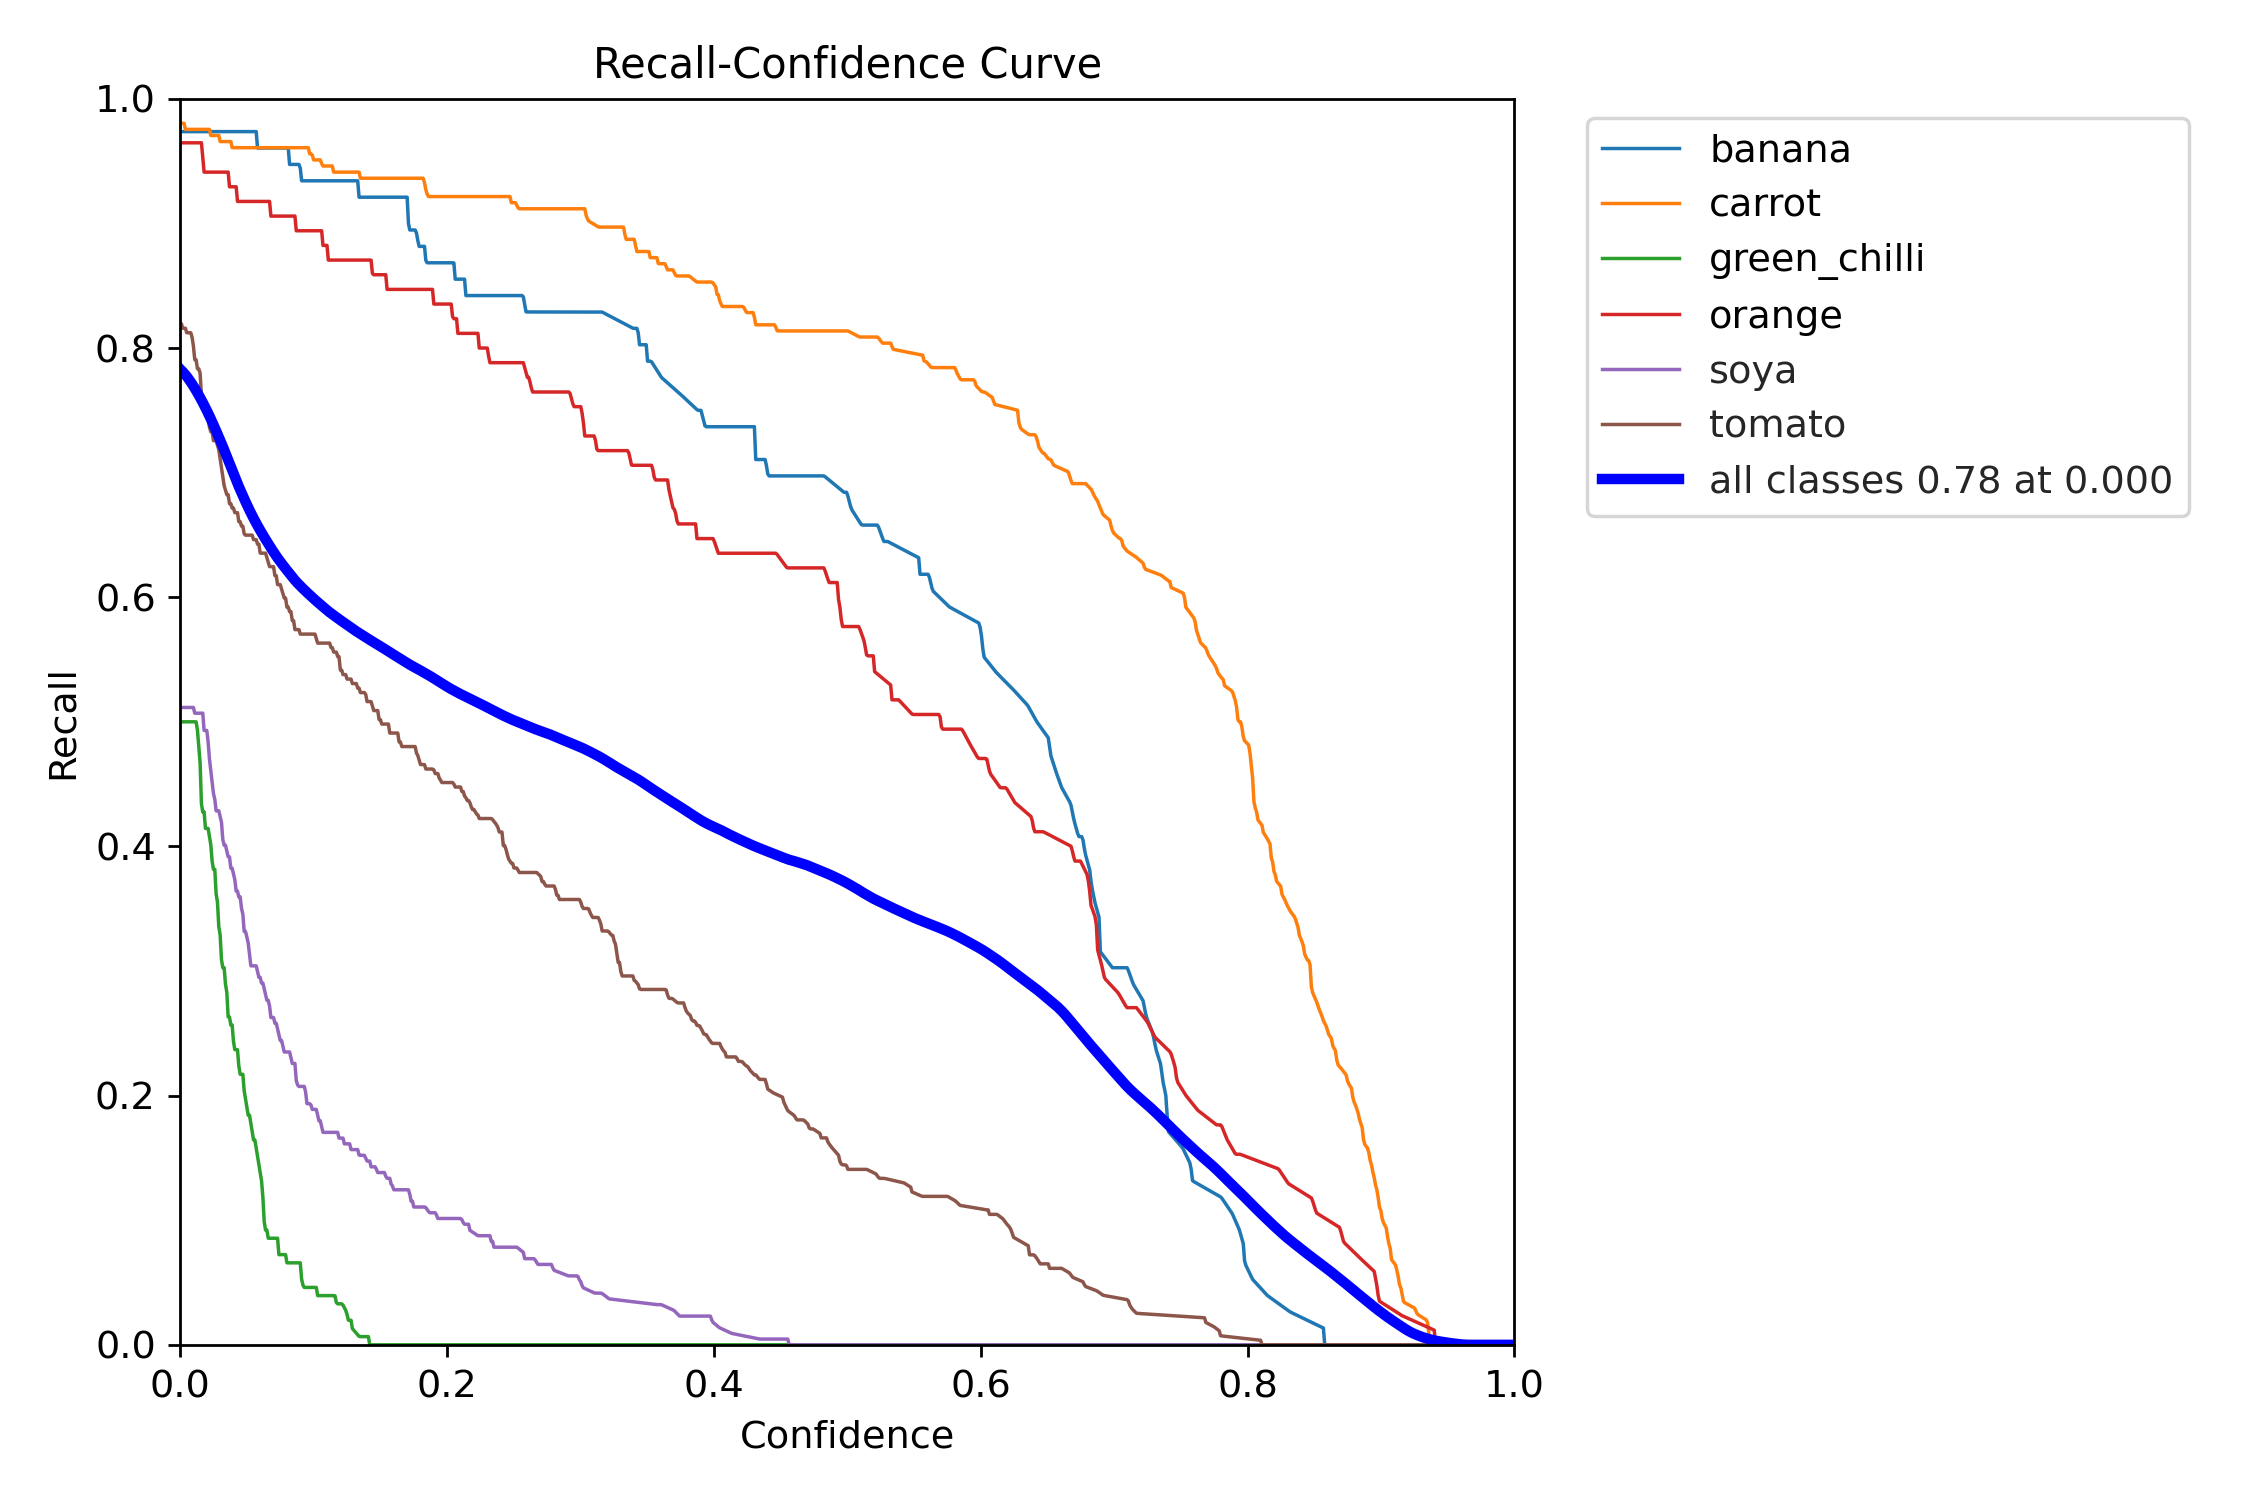 Recall-Confidence Curve
1.0
0.8
0.6
0.4
0.2
0.0
Recall
0.0 0.2 0.4 0.6 0.8 1.0
Confidence
banana
carrot
green_chilli
orange
soya
tomato
all classes 0.78 at 0.000